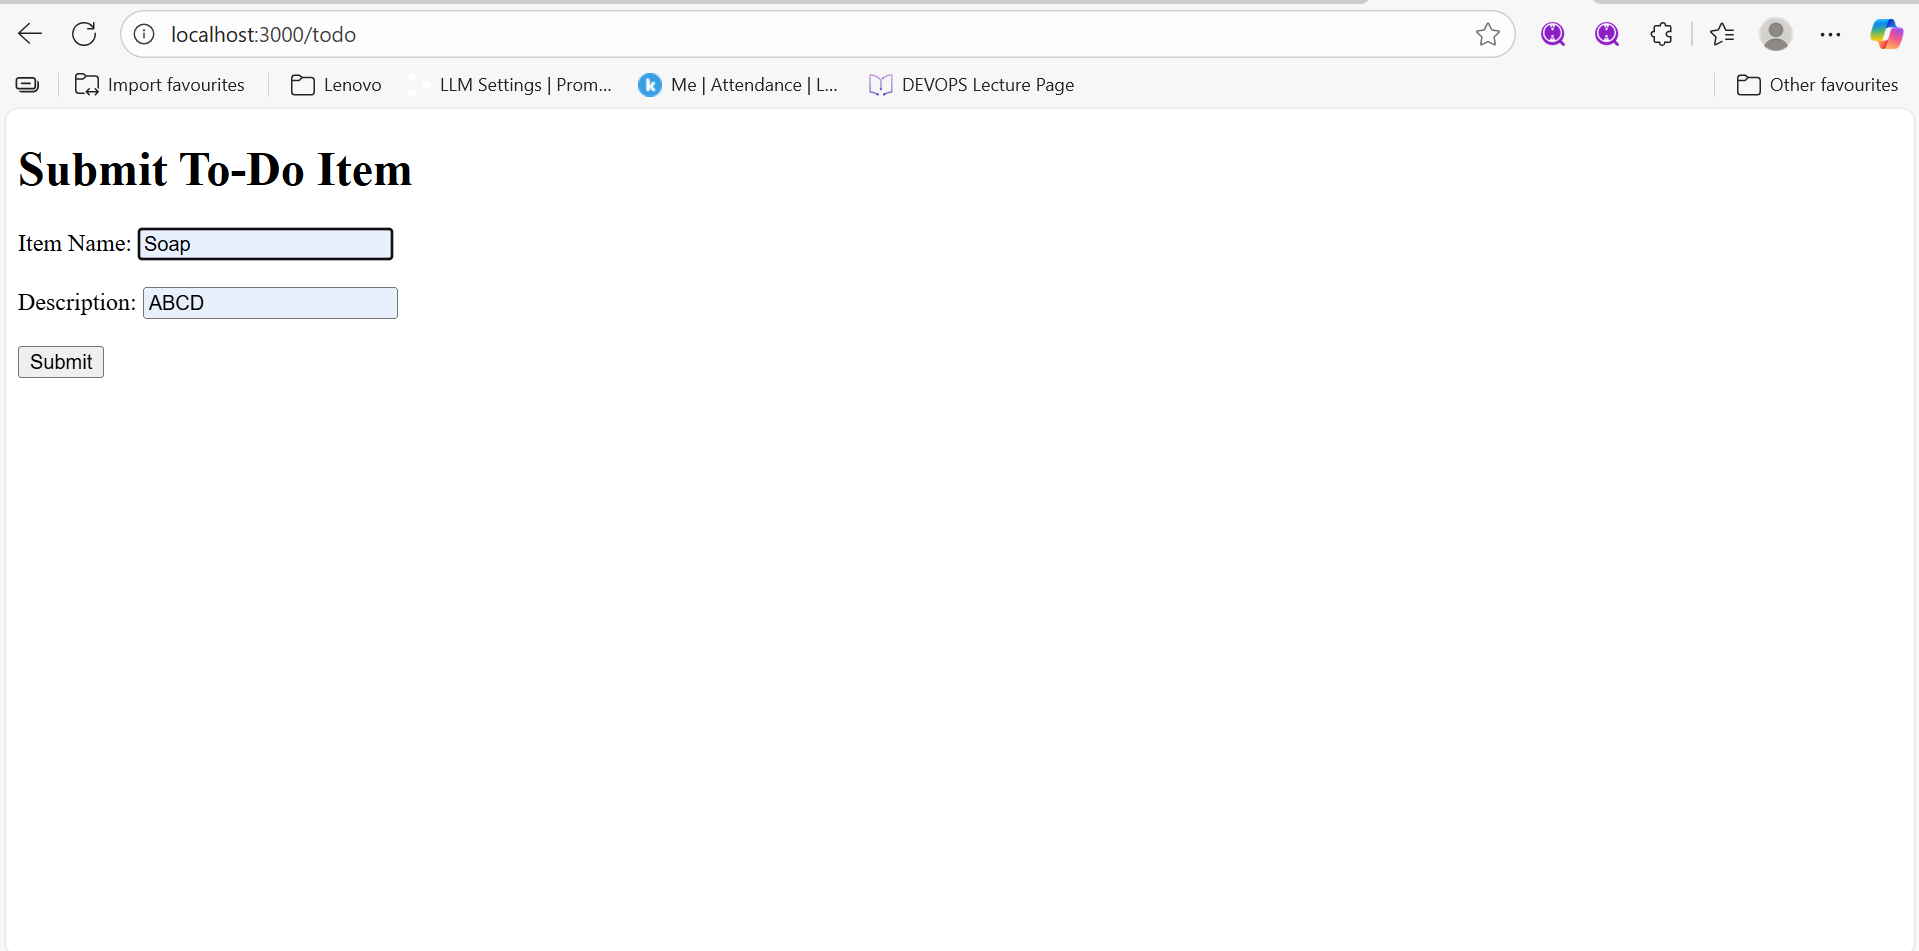 localhost:3000/todo
Import favourites Lenovo LLM Settings | Prom... Me | Attendance | L... DEVOPS Lecture Page Other favourites
Submit To-Do Item
Item Name: Soap
Description: ABCD
Submit